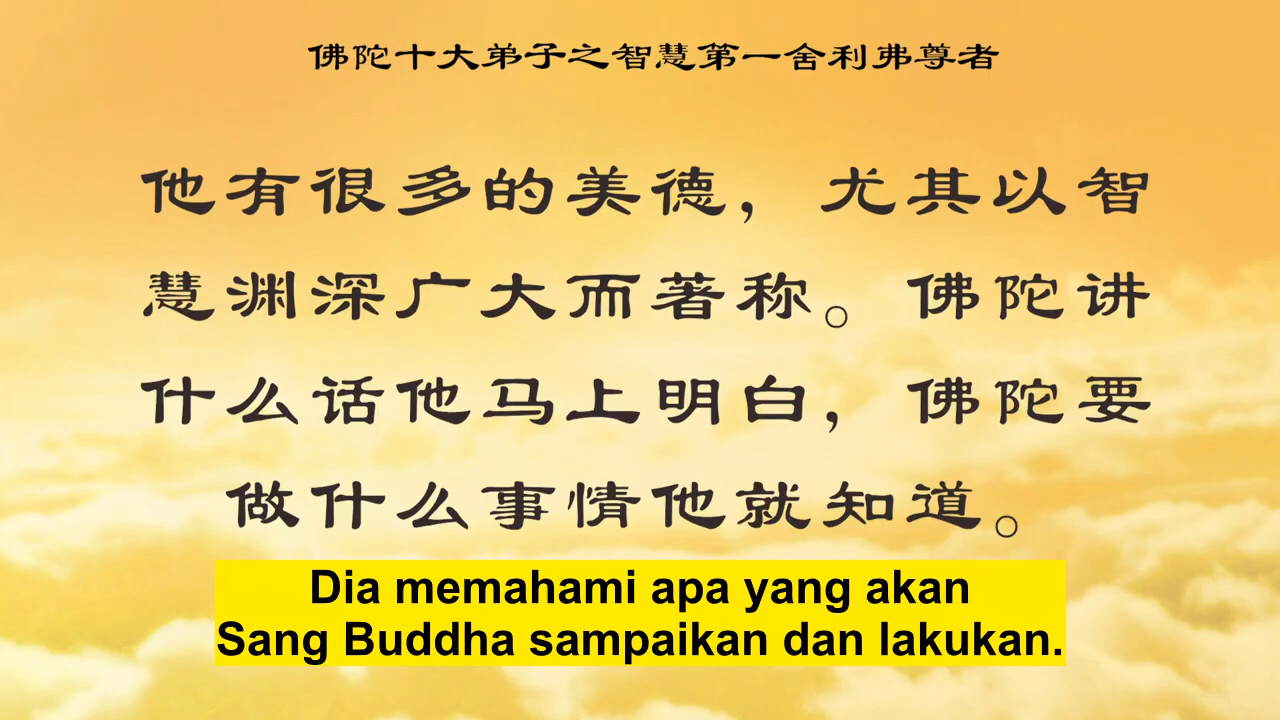 佛陀十大弟子之智慧第一舍利弗尊者
他有很多的美德，尤其以智
慧渊深广大而著称。佛陀讲
什么话他马上明白，佛陀要
做什么事情他就知道。
Dia memahami apa yang akan
Sang Buddha sampaikan dan lakukan.